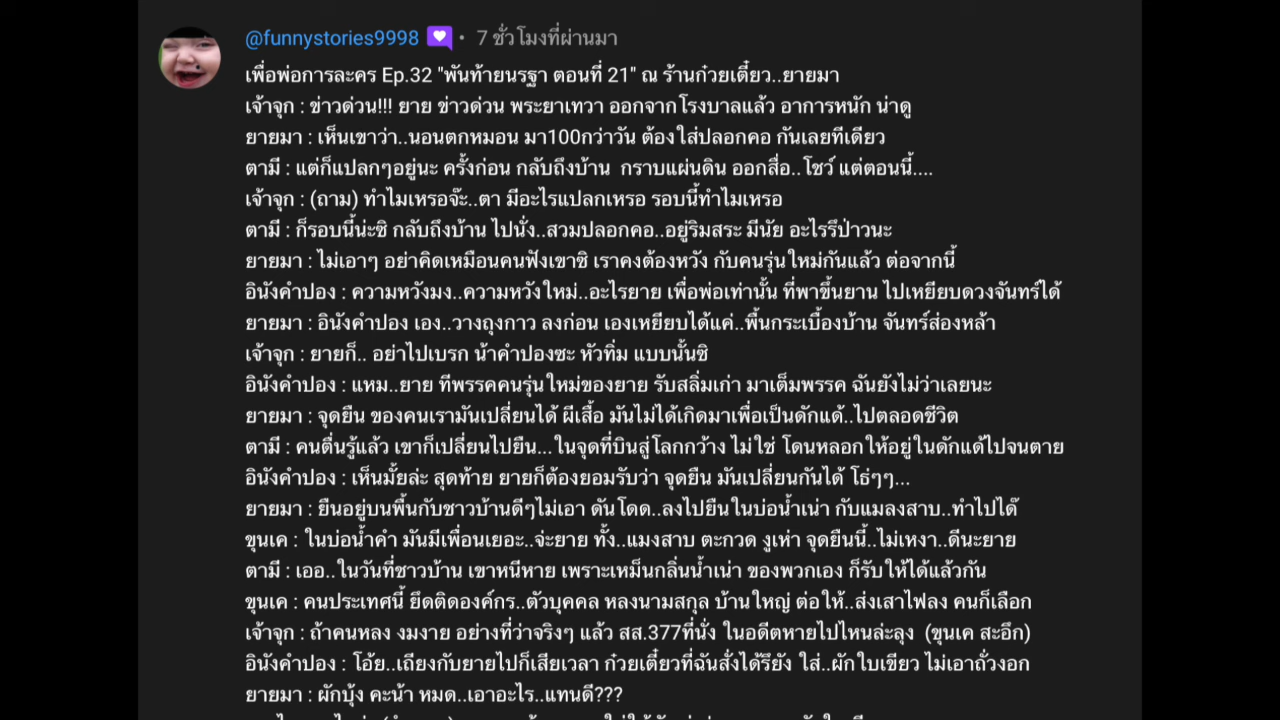 @funnystories9998 • 7 ชั่วโมงที่ผ่านมา
เพื่อพ่อการละคร Ep.32 "พันท้ายนรฐา ตอนที่ 21" ณ ร้านก๋วยเตี๋ยว..ยายมา
เจ้าจุก : ข่าวด่วน!!! ยาย ข่าวด่วน พระยาเทวา ออกจากโรงบาลแล้ว อาการหนัก น่าดู
ยายมา : เห็นเขาว่า..นอนตกหมอน มา100กว่าวัน ต้องใส่ปลอกคอ กันเลยทีเดียว
ตามี : แต่ก็แปลกๆอยู่นะ ครั้งก่อน กลับถึงบ้าน กราบแผ่นดิน ออกสื่อ..โชว์ แต่ตอนนี้....
เจ้าจุก : (ถาม) ทำไมเหรอจ๊ะ..ตา มีอะไรแปลกเหรอ รอบนี้ทำไมเหรอ
ตามี : ก็รอบนี้น่ะซิ กลับถึงบ้าน ไปนั่ง..สวมปลอกคอ..อยู่ริมสระ มีนัย อะไรรึป่าวนะ
ยายมา : ไม่เอาๆ อย่าคิดเหมือนคนฟังเขาซิ เราคงต้องหวัง กับคนรุ่นใหม่กันแล้ว ต่อจากนี้
อินังคำปอง : ความหวังมง..ความหวังใหม่..อะไรยาย เพื่อพ่อเท่านั้น ที่พาขึ้นยาน ไปเหยียบดวงจันทร์ได้
ยายมา : อินังคำปอง เอง..วางถุงกาว ลงก่อน เองเหยียบได้แค่..พื้นกระเบื้องบ้าน จันทร์ส่องหล้า
เจ้าจุก : ยายก็.. อย่าไปเบรก น้าคำปองซะ หัวทิ่ม แบบนั้นซิ
อินังคำปอง : แหม..ยาย ทีพรรคคนรุ่นใหม่ของยาย รับสลิ่มเก่า มาเต็มพรรค ฉันยังไม่ว่าเลยนะ
ยายมา : จุดยืน ของคนเรามันเปลี่ยนได้ ผีเสื้อ มันไม่ได้เกิดมาเพื่อเป็นดักแด้..ไปตลอดชีวิต
ตามี : คนตื่นรู้แล้ว เขาก็เปลี่ยนไปยืน...ในจุดที่บินสู่โลกกว้าง ไม่ใช่ โดนหลอกให้อยู่ในดักแด้ไปจนตาย
อินังคำปอง : เห็นมั้ยล่ะ สุดท้าย ยายก็ต้องยอมรับว่า จุดยืน มันเปลี่ยนกันได้ โธ่ๆๆ...
ยายมา : ยืนอยู่บนพื้นกับชาวบ้านดีๆไม่เอา ดันโดด..ลงไปยืนในบ่อน้ำเน่า กับแมลงสาบ..ทำไปได้
ขุนเค : ในบ่อน้ำคำ มันมีเพื่อนเยอะ..จ่ะยาย ทั้ง..แมงสาบ ตะกวด งูเห่า จุดยืนนี้..ไม่เหงา..ดีนะยาย
ตามี : เออ..ในวันที่ชาวบ้าน เขาหนีหาย เพราะเหม็นกลิ่นน้ำเน่า ของพวกเอง ก็รับให้ได้แล้วกัน
ขุนเค : คนประเทศนี้ ยึดติดองค์กร..ตัวบุคคล หลงนามสกุล บ้านใหญ่ ต่อให้..ส่งเสาไฟลง คนก็เลือก
เจ้าจุก : ถ้าคนหลง งมงาย อย่างที่ว่าจริงๆ แล้ว สส.377ที่นั่ง ในอดีตหายไปไหนล่ะลุง (ขุนเค สะอึก)
อินังคำปอง : โอ้ย..เถียงกับยายไปก็เสียเวลา ก๋วยเตี๋ยวที่ฉันสั่งได้รึยัง ใส่..ผักใบเขียว ไม่เอาถั่วงอก
ยายมา : ผักบุ้ง คะน้า หมด..เอาอะไร..แทนดี???